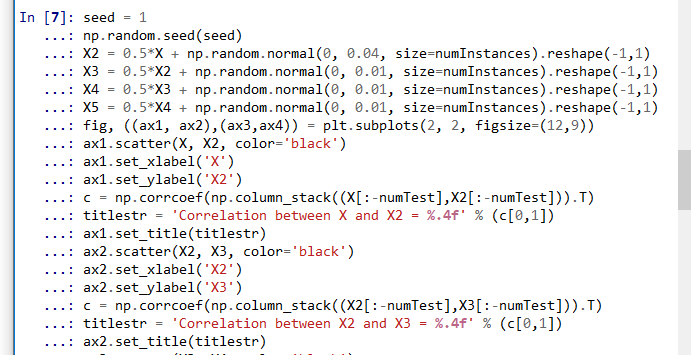 In [7]: seed = 1
...: np.random.seed(seed)
...: X2 = 0.5*X + np.random.normal(0, 0.04, size=numInstances).reshape(-1,1)
...: X3 = 0.5*X2 + np.random.normal(0, 0.01, size=numInstances).reshape(-1,1)
...: X4 = 0.5*X3 + np.random.normal(0, 0.01, size=numInstances).reshape(-1,1)
...: X5 = 0.5*X4 + np.random.normal(0, 0.01, size=numInstances).reshape(-1,1)
...: fig, ((ax1, ax2),(ax3,ax4)) = plt.subplots(2, 2, figsize=(12,9))
...: ax1.scatter(X, X2, color='black')
...: ax1.set_xlabel('X')
...: ax1.set_ylabel('X2')
...: c = np.corrcoef(np.column_stack((X[:-numTest],X2[:-numTest])).T)
...: titlestr = 'Correlation between X and X2 = %.4f' % (c[0,1])
...: ax1.set_title(titlestr)
...: ax2.scatter(X2, X3, color='black')
...: ax2.set_xlabel('X2')
...: ax2.set_ylabel('X3')
...: c = np.corrcoef(np.column_stack((X2[:-numTest],X3[:-numTest])).T)
...: titlestr = 'Correlation between X2 and X3 = %.4f' % (c[0,1])
...: ax2.set_title(titlestr)